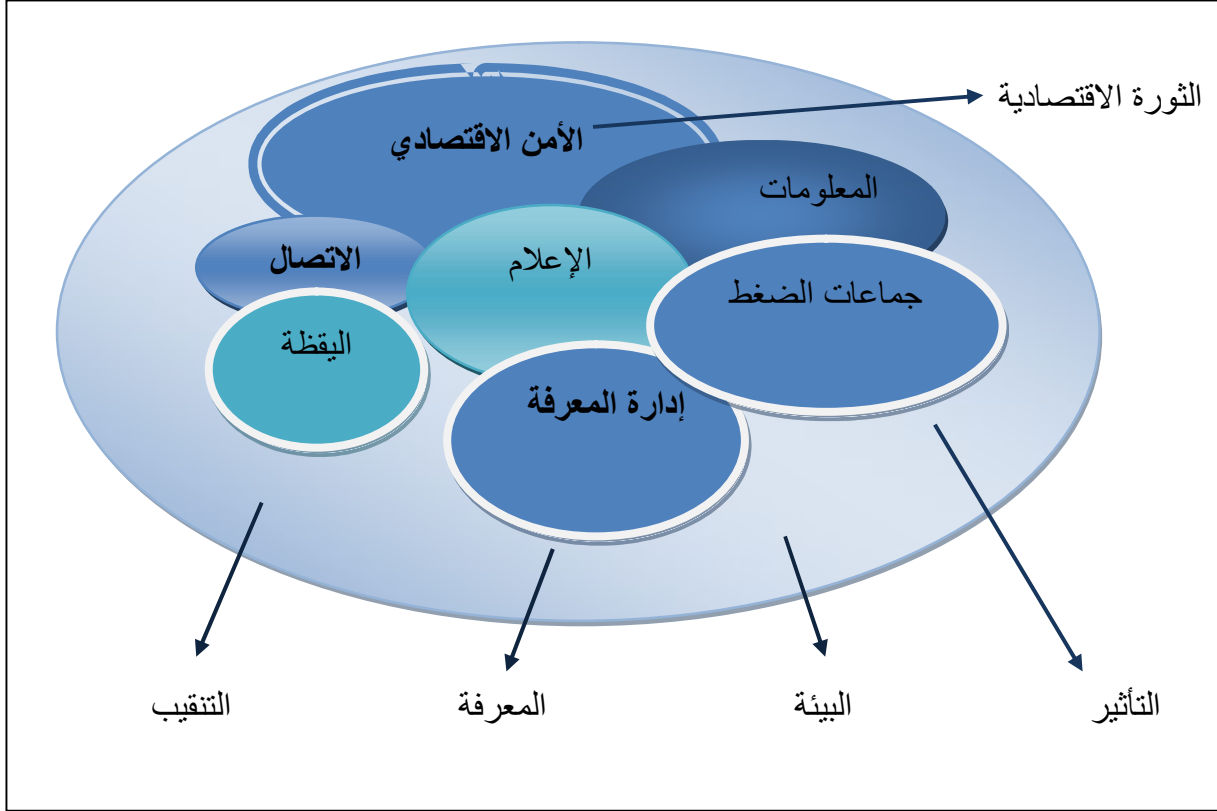 الثورة الاقتصادية
الأمن الاقتصادي
المعلومات
الاتصال
الإعلام
جماعات الضغط
اليقظة
إدارة المعرفة
التأثير
البيئة
المعرفة
التنقيب